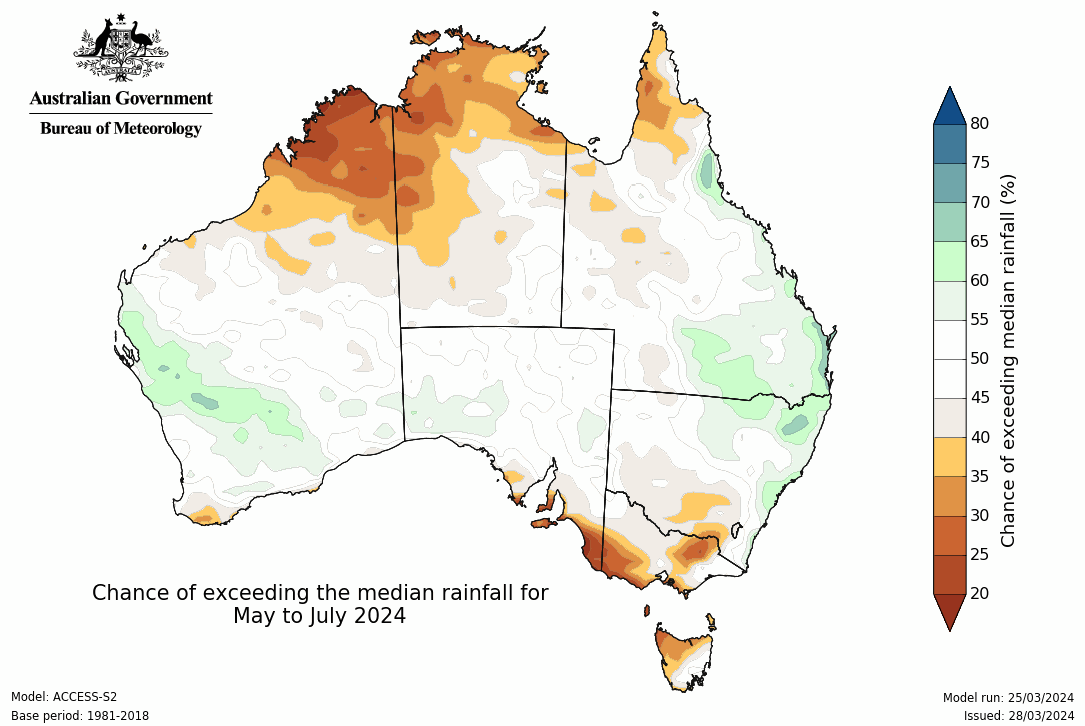 AUSTRALIA
Australian Government
Bureau of Meteorology
80
75
70
65
60
55
50
45
40
35
30
25
20
Chance of exceeding median rainfall (%)
Chance of exceeding the median rainfall for
May to July 2024
Model: ACCESS-S2
Base period: 1981-2018
Model run: 25/03/2024
Issued: 28/03/2024